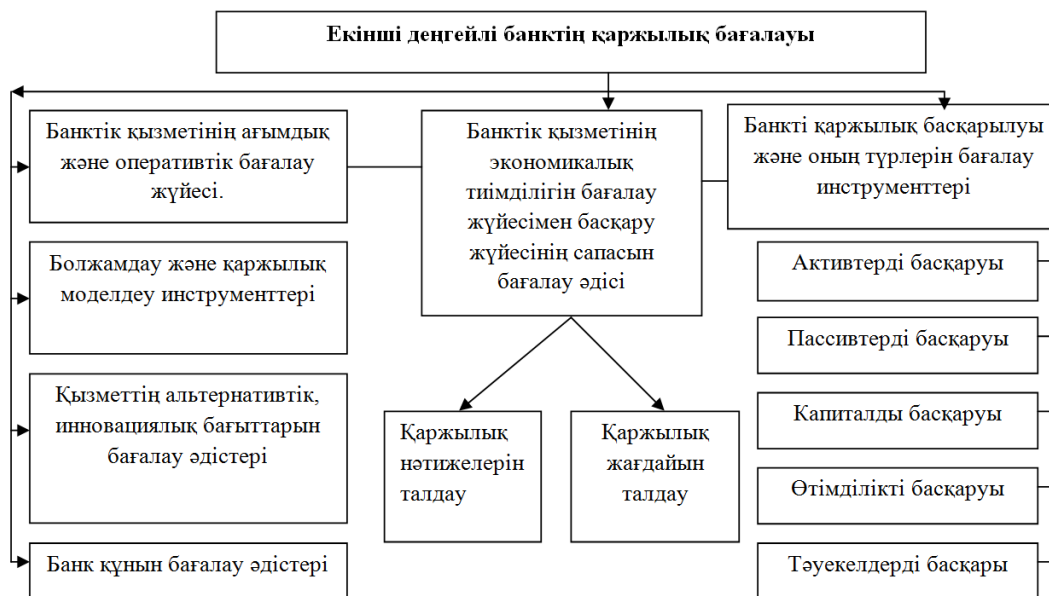 Екінші деңгейлі банктің қаржылық бағалауы
Банктік қызметінің ағымдық
және оперативтік бағалау
жүйесі.
Болжамдау және қаржылық
моделдеу инструменттері
Қызметтің альтернативтік,
инновациялық бағыттарын
бағалау әдістері
Банк құнын бағалау әдістері
Банктік қызметінің
экономикалық
тиімділігін бағалау
жүйесімен басқару
жүйесінің сапасын
бағалау әдісі
Қаржылық
нәтижелерін
талдау
Қаржылық
жағдайын
талдау
Банкті қаржылық басқарылуы
және оның түрлерін бағалау
инструменттері
Активтерді басқаруы
Пассивтерді басқаруы
Капиталды басқаруы
Өтімділікті басқаруы
Тәуекелдерді басқары